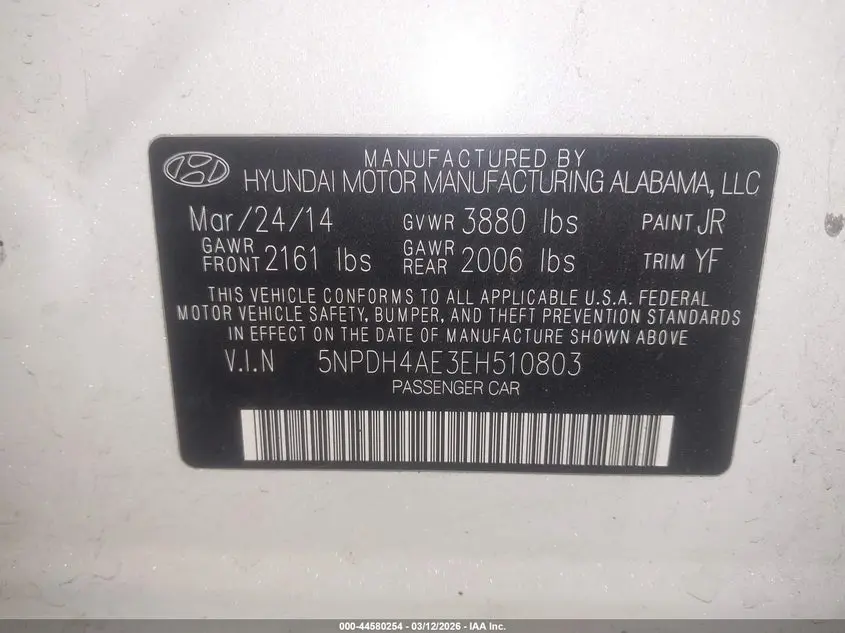 MANUFACTURED BY
HYUNDAI MOTOR MANUFACTURING ALABAMA, LLC
Mar/24/14 GVWR 3880 lbs PAINT JR
GAWR FRONT 2161 lbs GAWR REAR 2006 lbs TRIM YF
THIS VEHICLE CONFORMS TO ALL APPLICABLE U.S.A. FEDERAL
MOTOR VEHICLE SAFETY, BUMPER, AND THEFT PREVENTION STANDARDS
IN EFFECT ON THE DATE OF MANUFACTURE SHOWN ABOVE
V.I.N 5NPDH4AE3EH510803
PASSENGER CAR
000-44580254 - 03/12/2026 - IAA Inc.